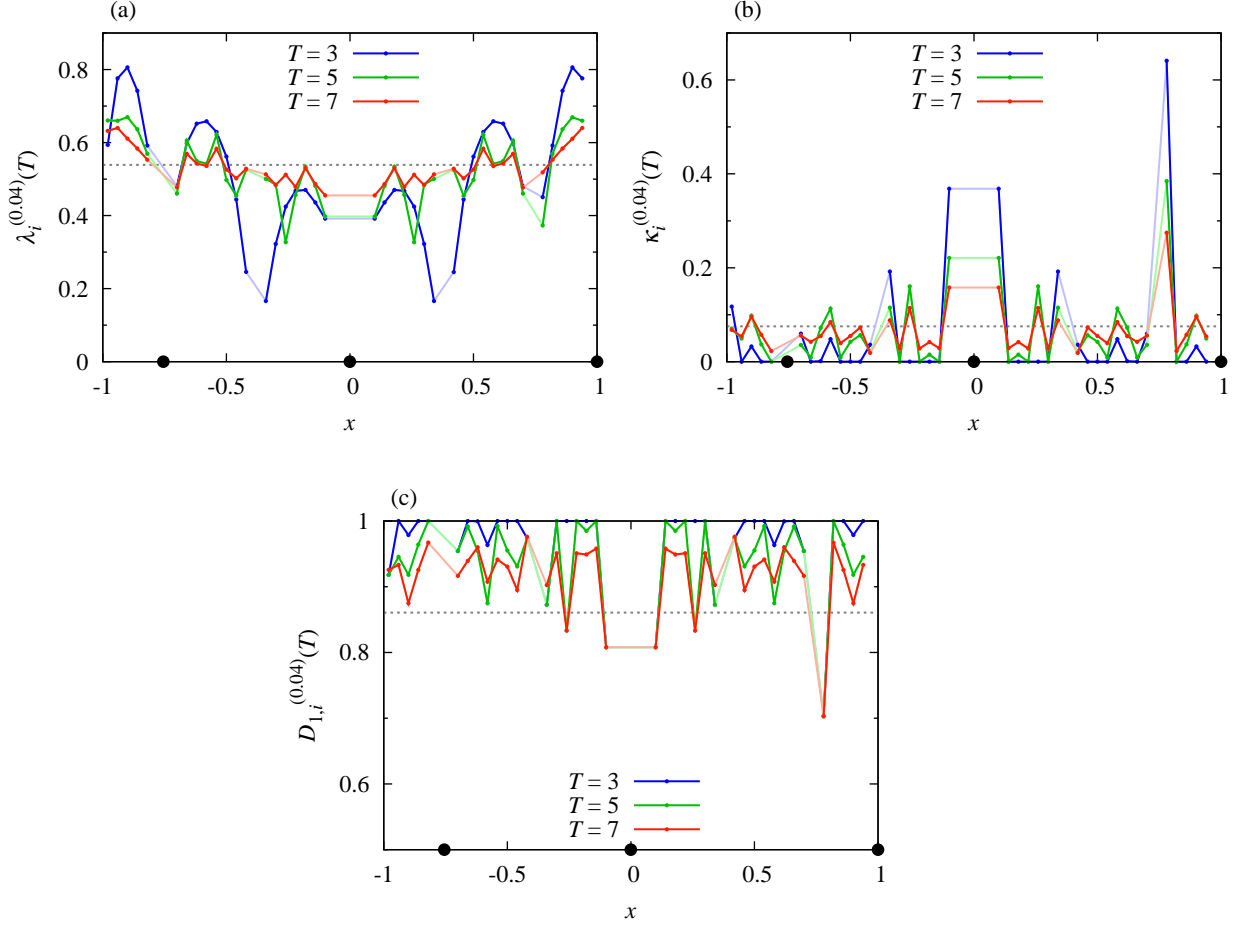 (a)
T = 3
T = 5
T = 7
0.8
0.6
0.4
0.2
0
-1
-0.5
0
0.5
1
x
λ_i^(0.04)(T)
(b)
T = 3
T = 5
T = 7
0.6
0.4
0.2
0
-1
-0.5
0
0.5
1
x
κ_i^(0.04)(T)
(c)
T = 3
T = 5
T = 7
1
0.8
0.6
-1
-0.5
0
0.5
1
x
D_{1,i}^(0.04)(T)